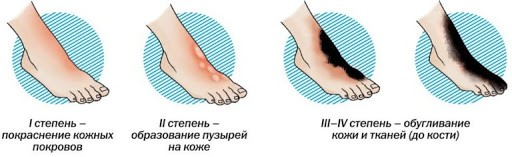 I степень –
покраснение кожных
покровов
II степень –
образование пузырей
на коже
III–IV степень – обугливание
кожи и тканей (до кости)